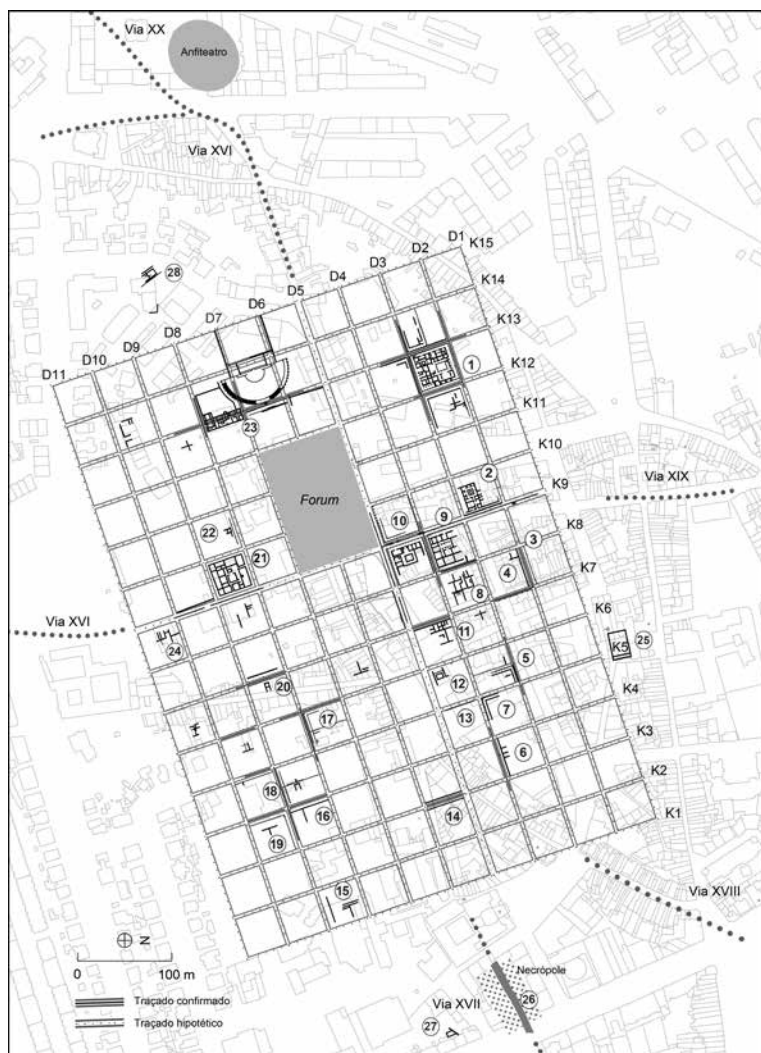 Via XX
Anfiteatro
Via XVI
28
D1
D2
D3
D4
D5
D6
D7
D8
D9
D10
D11
K15
K14
K13
K12
K11
K10
K9
K8
K7
K6
K5
K4
K3
K2
K1
1
23
Forum
2
Via XIX
10
9
3
22
21
4
8
Via XVI
24
11
25
5
20
12
17
13
7
6
18
16
14
19
15
Via XVIII
N
0 100 m
Necrópole
Traçado confirmado
Via XVII
26
Traçado hipotético
27